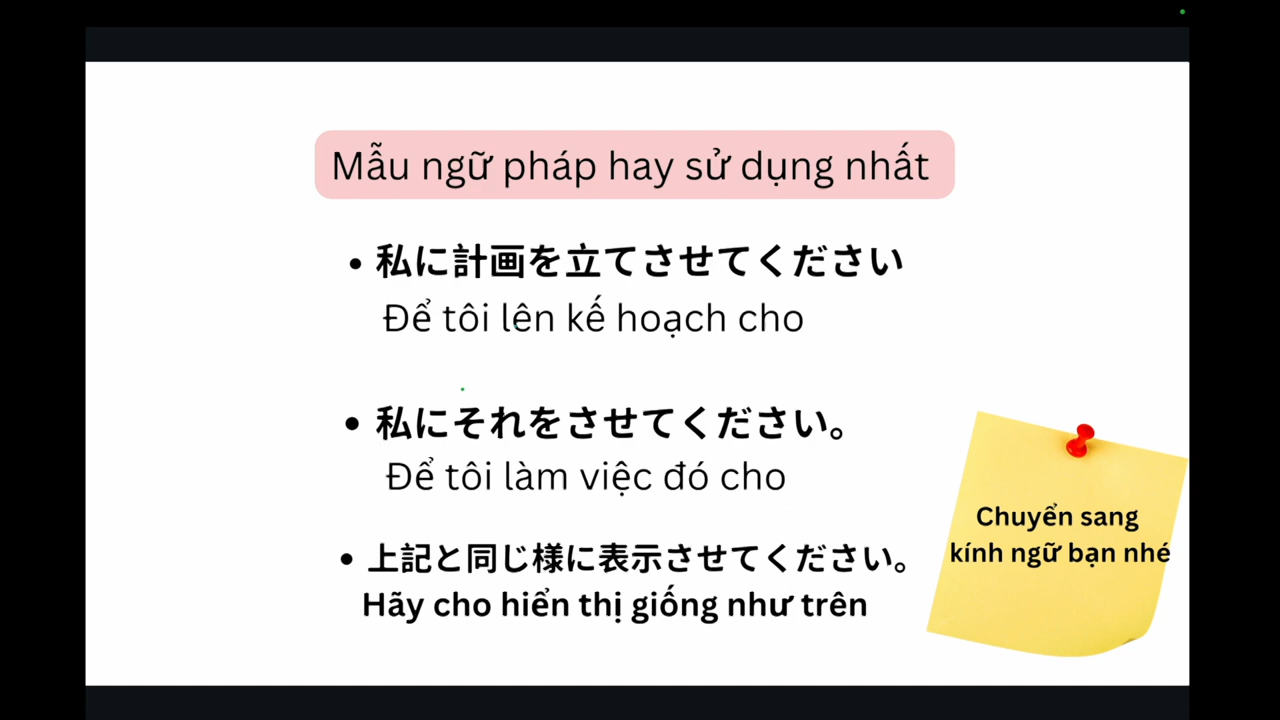 Mẫu ngữ pháp hay sử dụng nhất
• 私に計画を立てさせてください
Để tôi lên kế hoạch cho
• 私にそれをさせてください。
Để tôi làm việc đó cho
• 上記と同じ様に表示させてください。
Hãy cho hiển thị giống như trên
Chuyển sang
kính ngữ bạn nhé